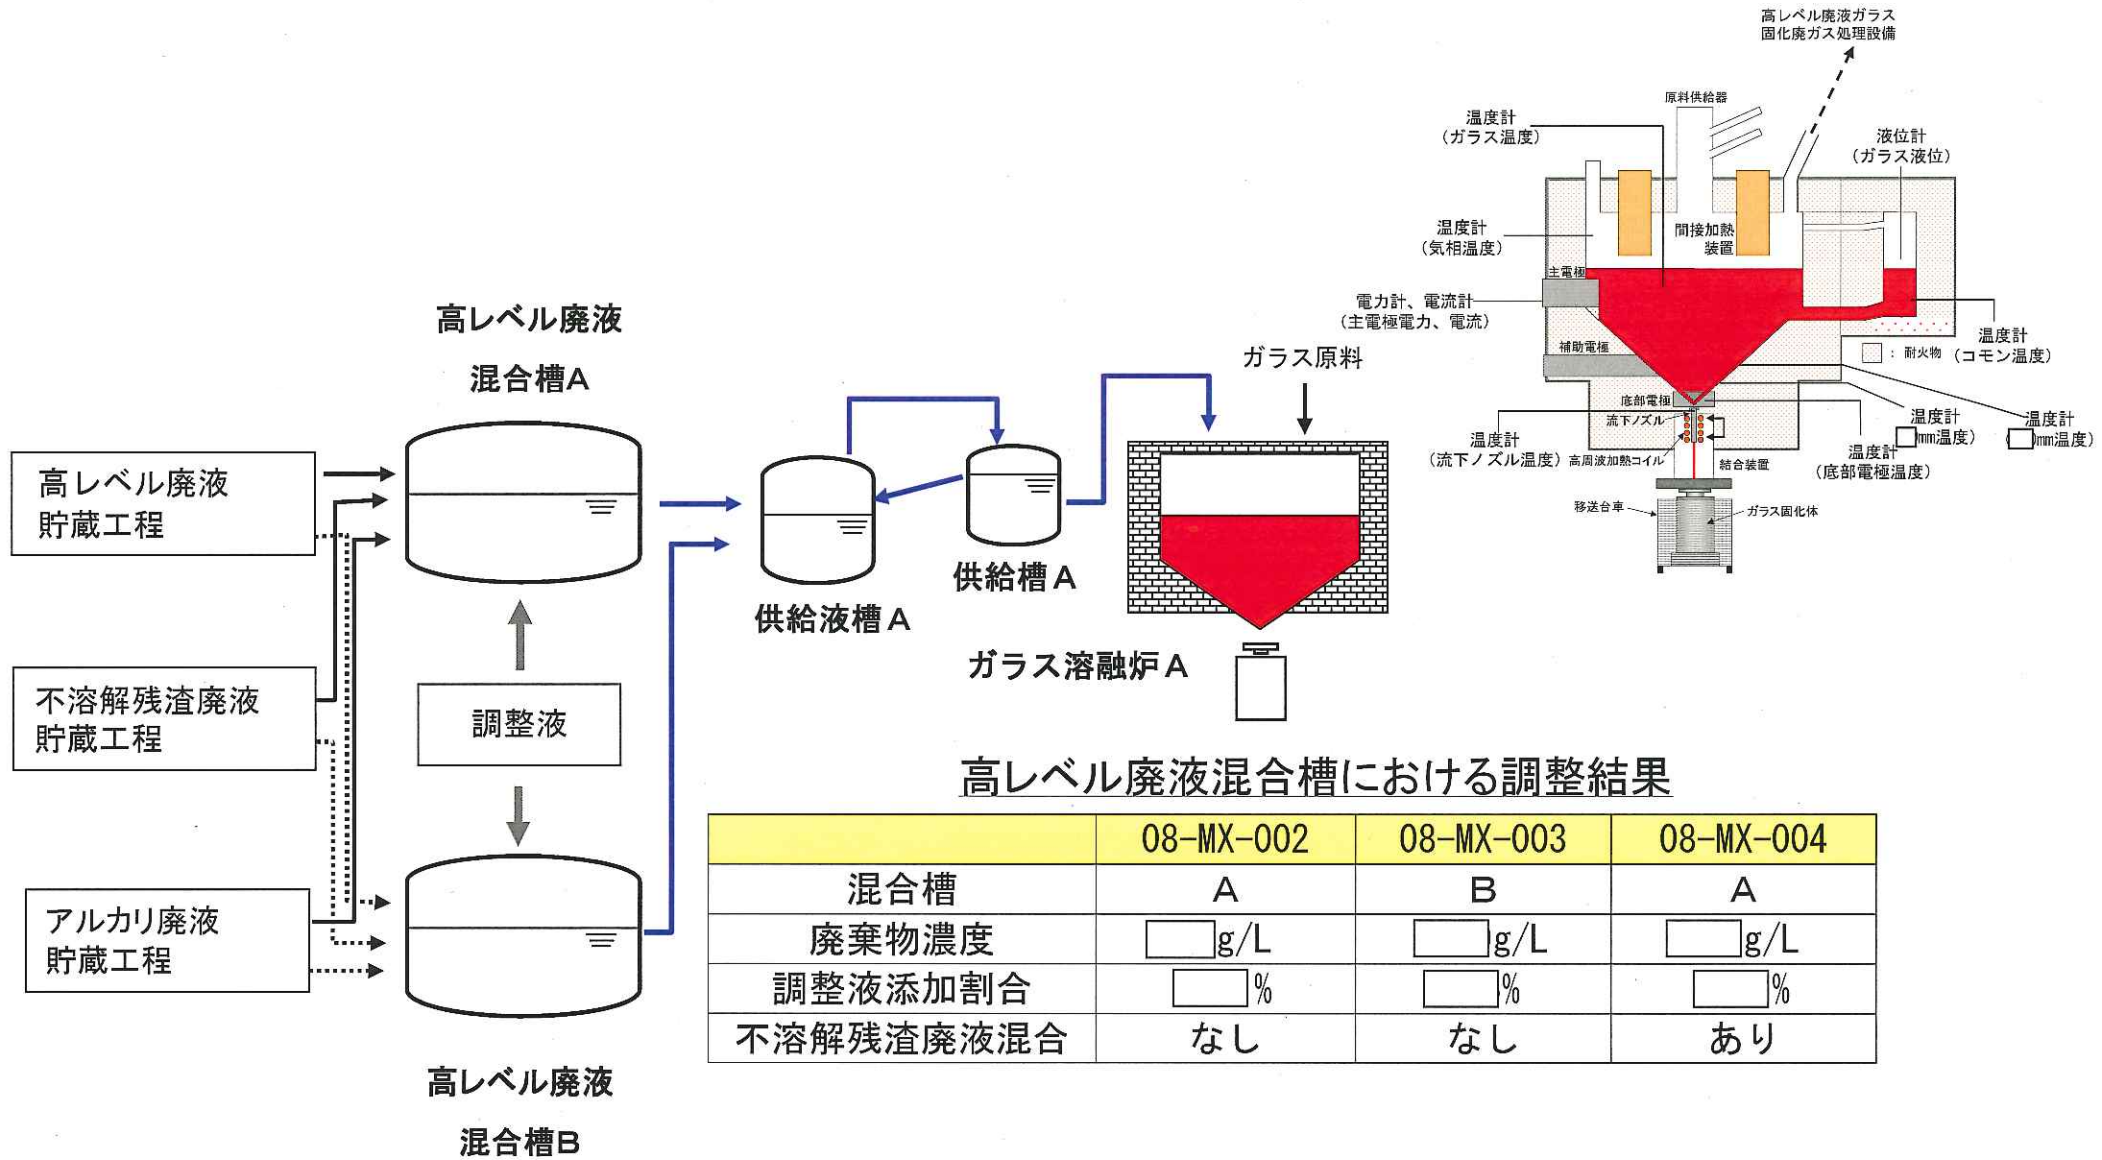 高レベル廃液ガラス
固化廃ガス処理設備
原料供給器
温度計
(ガラス温度)
液位計
(ガラス液位)
温度計
(気相温度)
間接加熱
装置
主電極
電力計、電流計
(主電極電力、電流)
補助電極
:耐火物
温度計
(コモン温度)
底部電極
流下ノズル
温度計
(流下ノズル温度)
高周波加熱コイル
結合装置
温度計
(底部電極温度)
温度計
(□mm温度)
温度計
(□mm温度)
移送台車
ガラス固化体
高レベル廃液
混合槽A
ガラス原料
高レベル廃液
貯蔵工程
供給槽A
供給液槽A
ガラス溶融炉A
不溶解残渣廃液
貯蔵工程
調整液
アルカリ廃液
貯蔵工程
高レベル廃液
混合槽B
高レベル廃液混合槽における調整結果
08-MX-002 08-MX-003 08-MX-004
混合槽 A B A
廃棄物濃度 □g/L □g/L □g/L
調整液添加割合 □% □% □%
不溶解残渣廃液混合 なし なし あり